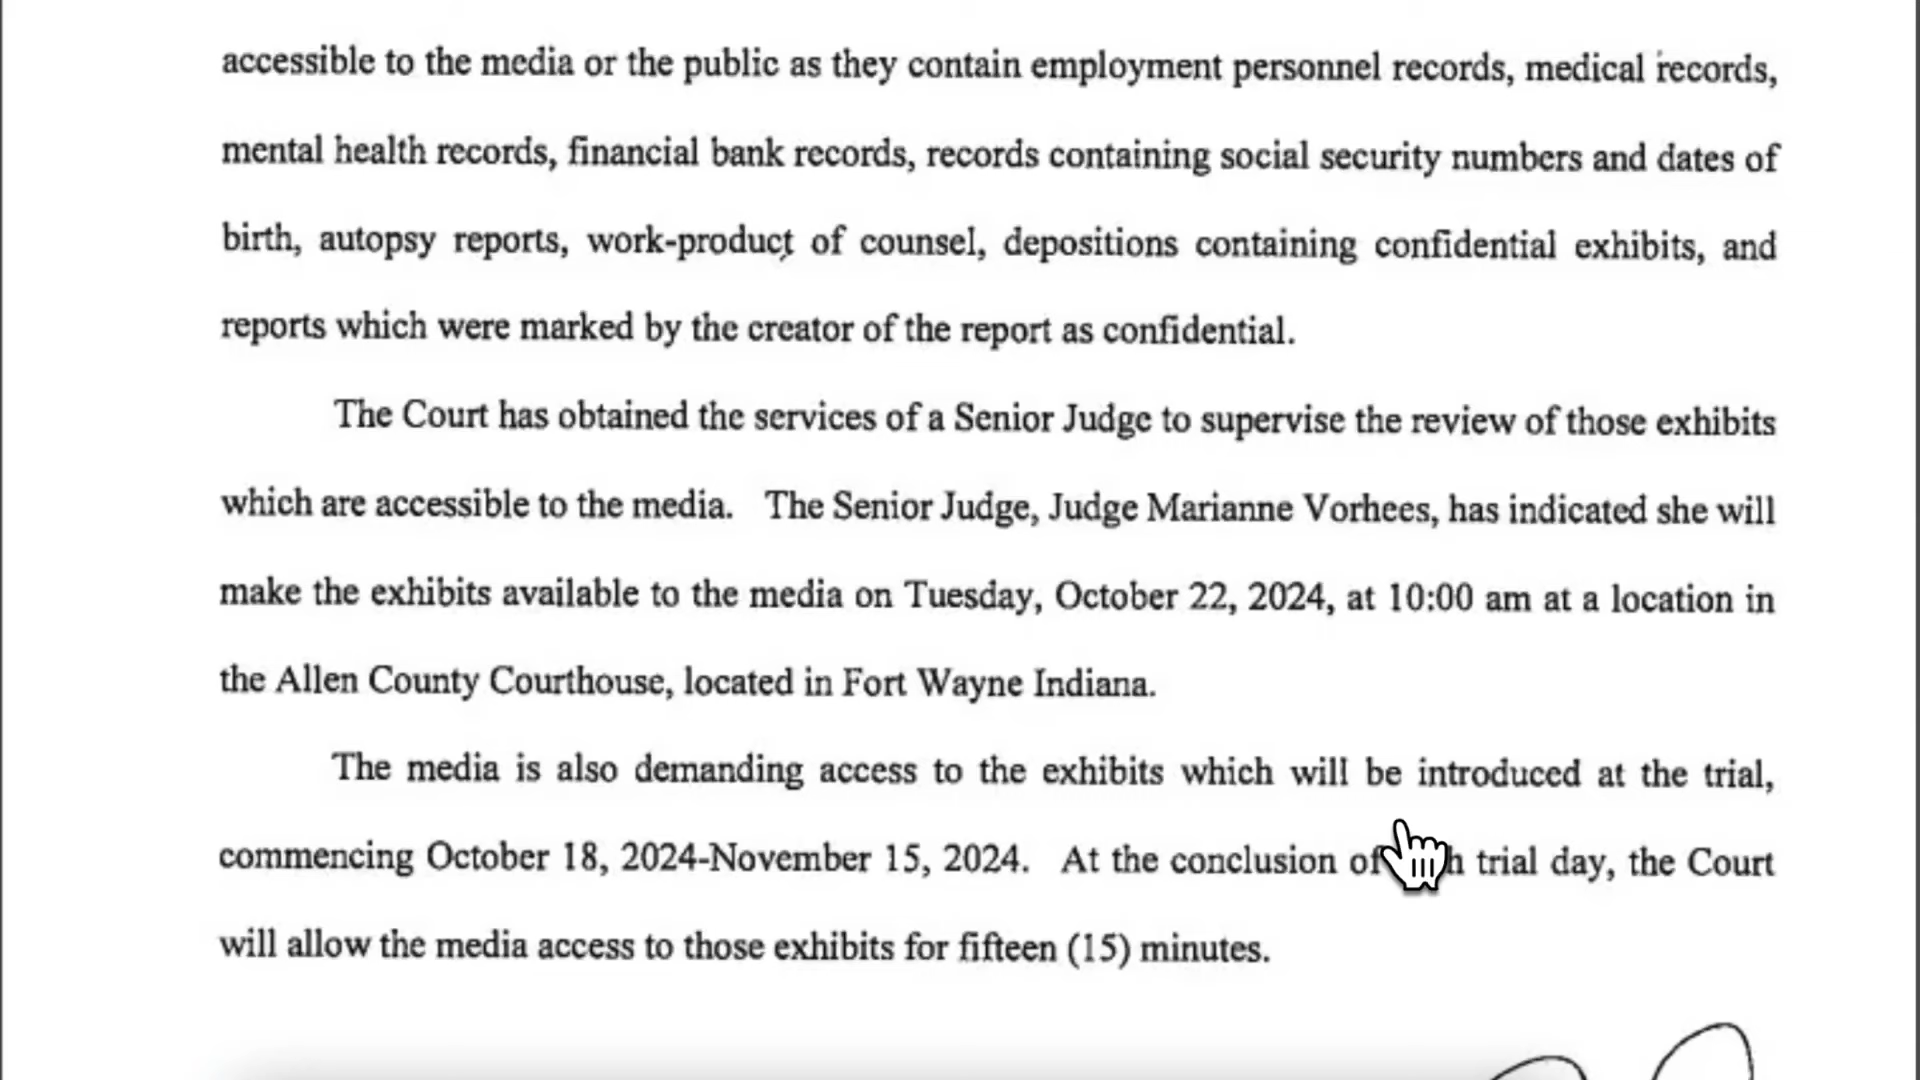 accessible to the media or the public as they contain employment personnel records, medical records,
mental health records, financial bank records, records containing social security numbers and dates of
birth, autopsy reports, work-product of counsel, depositions containing confidential exhibits, and
reports which were marked by the creator of the report as confidential.
The Court has obtained the services of a Senior Judge to supervise the review of those exhibits
which are accessible to the media. The Senior Judge, Judge Marianne Vorhees, has indicated she will
make the exhibits available to the media on Tuesday, October 22, 2024, at 10:00 am at a location in
the Allen County Courthouse, located in Fort Wayne Indiana.
The media is also demanding access to the exhibits which will be introduced at the trial,
commencing October 18, 2024-November 15, 2024. At the conclusion of trial day, the Court
will allow the media access to those exhibits for fifteen (15) minutes.